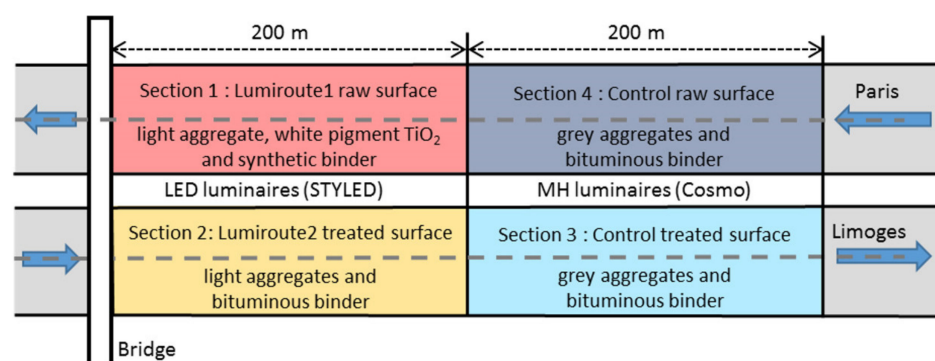 200 m
200 m
Section 1 : Lumiroute1 raw surface
light aggregate, white pigment TiO₂
and synthetic binder
Section 4 : Control raw surface
grey aggregates and
bituminous binder
Paris
LED luminaires (STYLED)
MH luminaires (Cosmo)
Section 2: Lumiroute2 treated surface
light aggregates and
bituminous binder
Section 3 : Control treated surface
grey aggregates and
bituminous binder
Limoges
Bridge